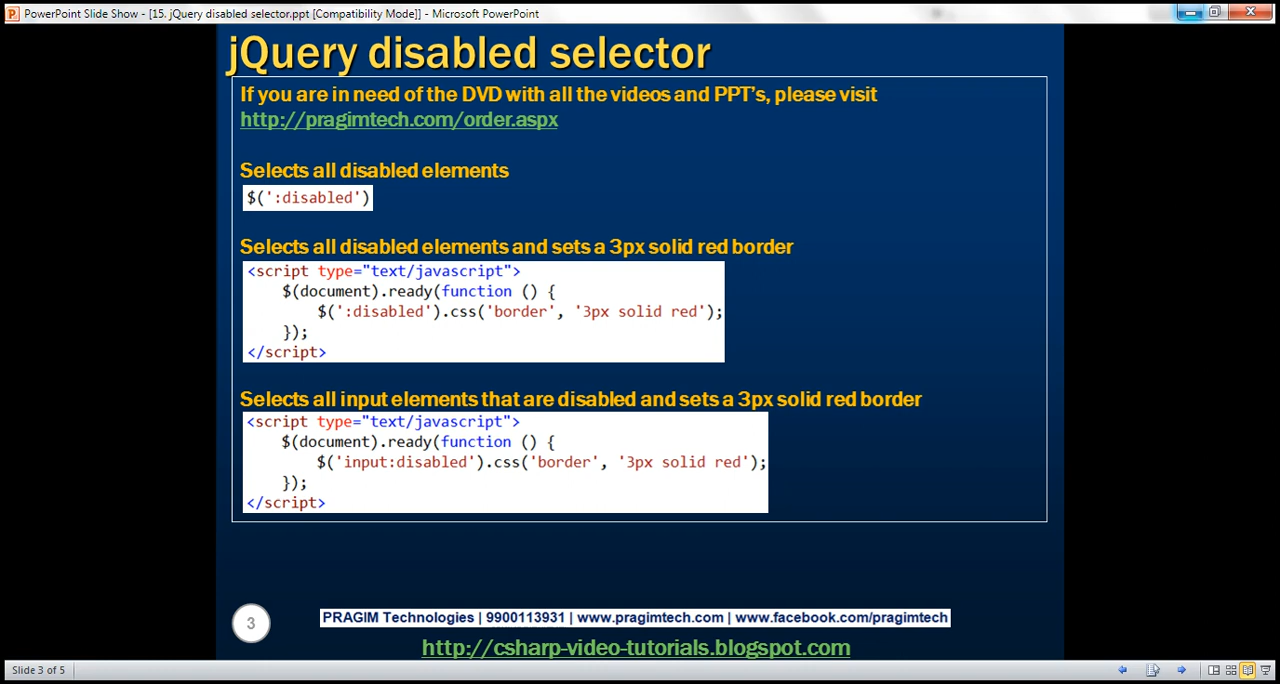 PowerPoint Slide Show - [15. jQuery disabled selector.ppt [Compatibility Mode]] - Microsoft PowerPoint
jQuery disabled selector
If you are in need of the DVD with all the videos and PPT's, please visit
http://pragimtech.com/order.aspx
Selects all disabled elements
$(':disabled')
Selects all disabled elements and sets a 3px solid red border
<script type="text/javascript">
    $(document).ready(function () {
        $(':disabled').css('border', '3px solid red');
    });
</script>
Selects all input elements that are disabled and sets a 3px solid red border
<script type="text/javascript">
    $(document).ready(function () {
        $('input:disabled').css('border', '3px solid red');
    });
</script>
3
PRAGIM Technologies | 9900113931 | www.pragimtech.com | www.facebook.com/pragimtech
http://csharp-video-tutorials.blogspot.com
Slide 3 of 5